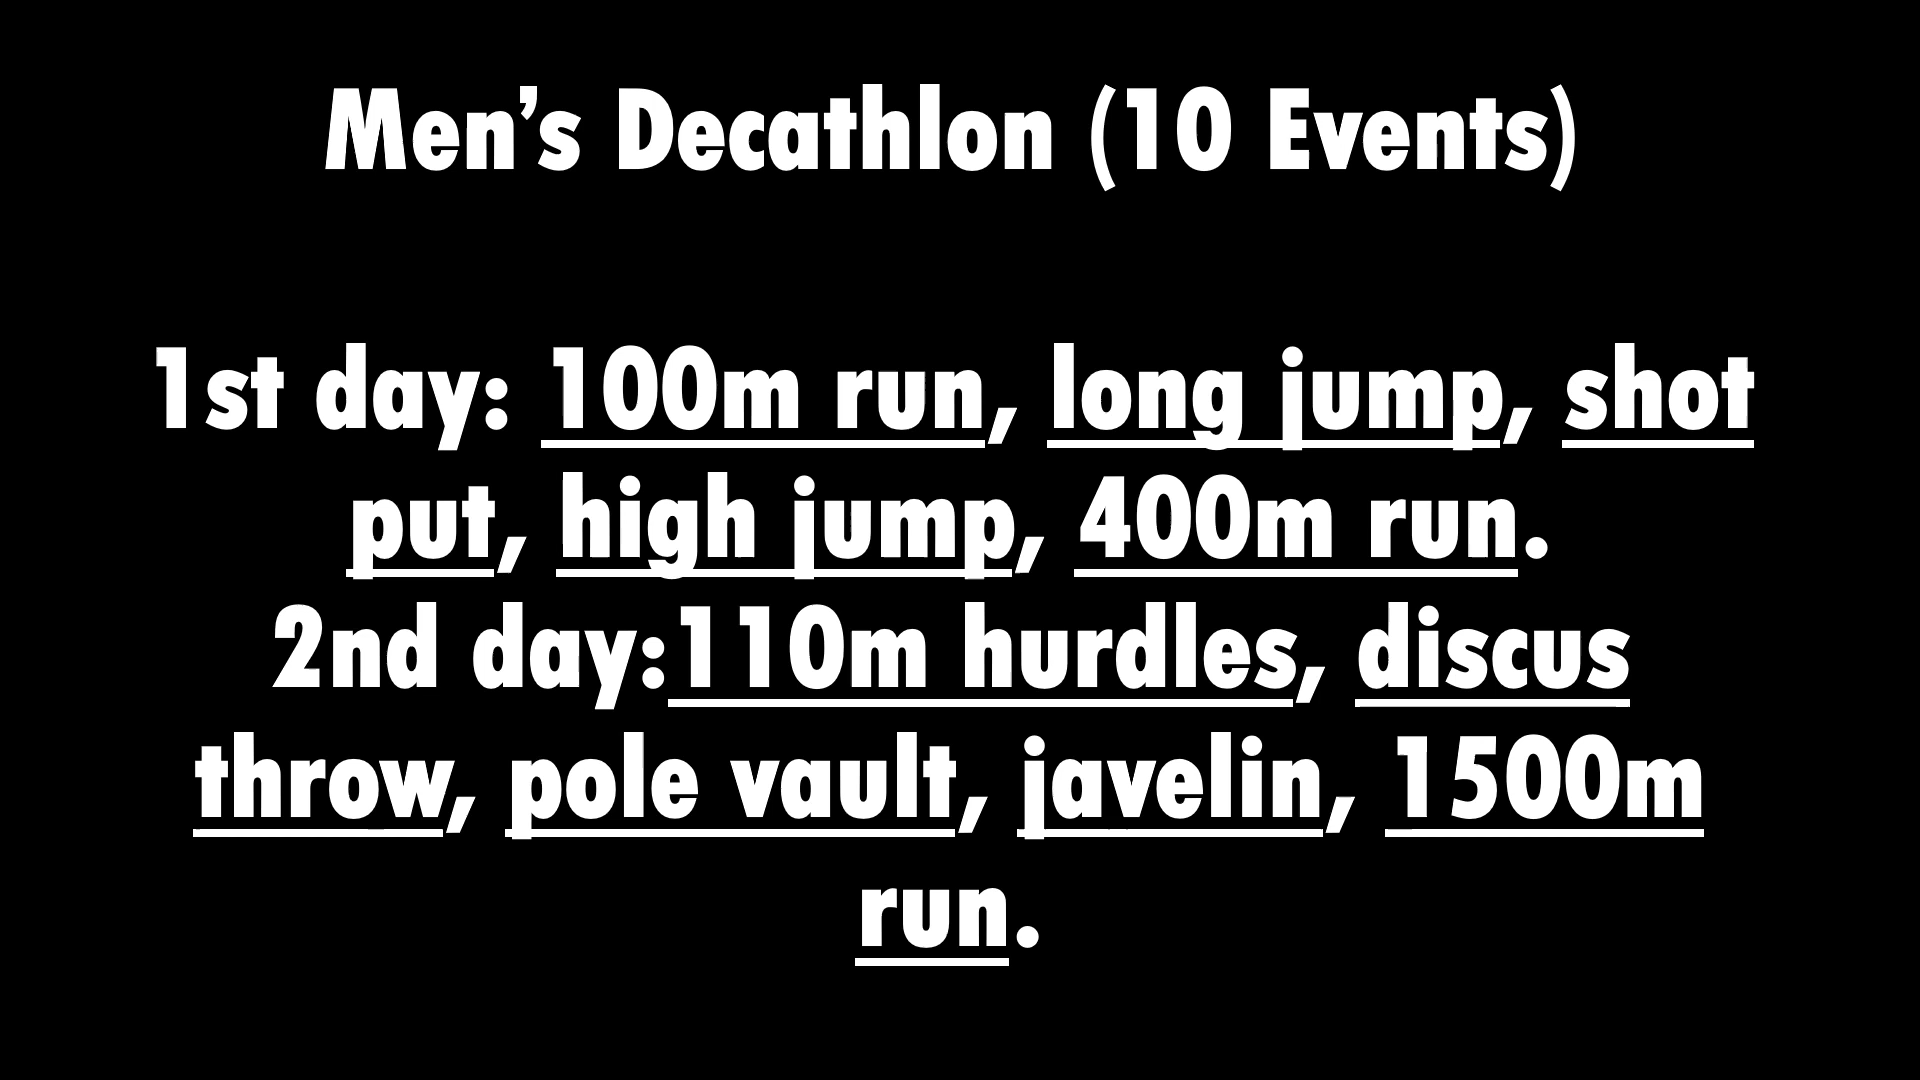 Men’s Decathlon (10 Events)
1st day: 100m run, long jump, shot
put, high jump, 400m run.
2nd day:110m hurdles, discus
throw, pole vault, javelin, 1500m
run.